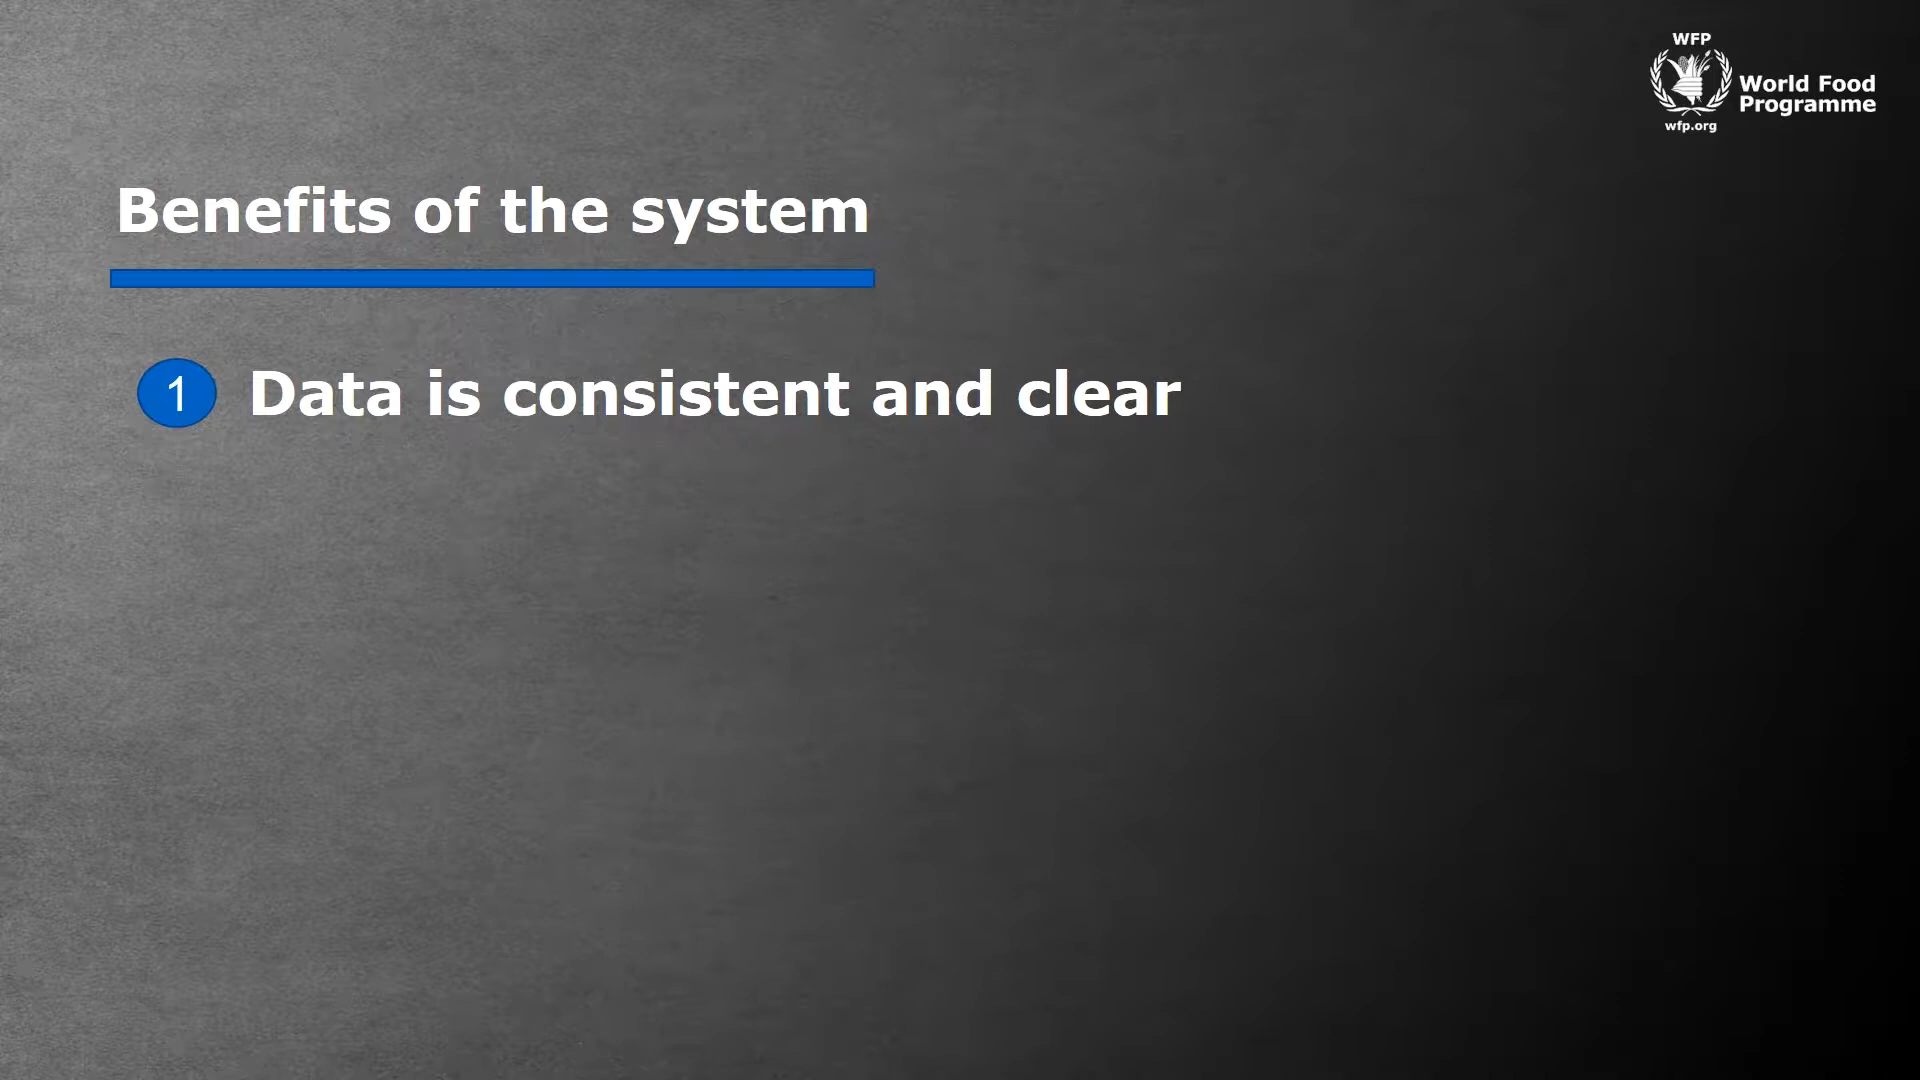 WFP
World Food
Programme
wfp.org
Benefits of the system
1 Data is consistent and clear